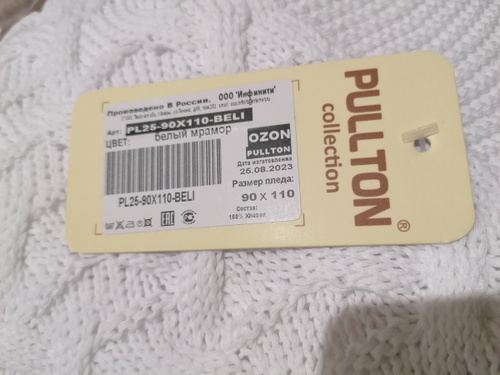 Произведено В России. ООО "Инфинити"
Арт: PL25-90X110-BELI
ЦВЕТ: белый мрамор
OZON
PULLTON
Дата изготовления
25.08.2023
Размер пледа:
90 X 110
Состав:
100% Хлопок
PL25-90X110-BELI
EAC
PULLTON ®
collection